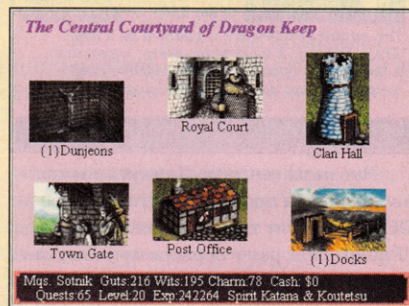 The Central Courtyard of Dragon Keep
Royal Court
(1)Dunjeons
Clan Hall
Town Gate
Post Office
(1)Docks
Mqs. Sotnik Guts:216 Wits:195 Charm:78 Cash: $0
Quests:65 Level:20 Exp:242264 Spirit Katana & Koutetsu